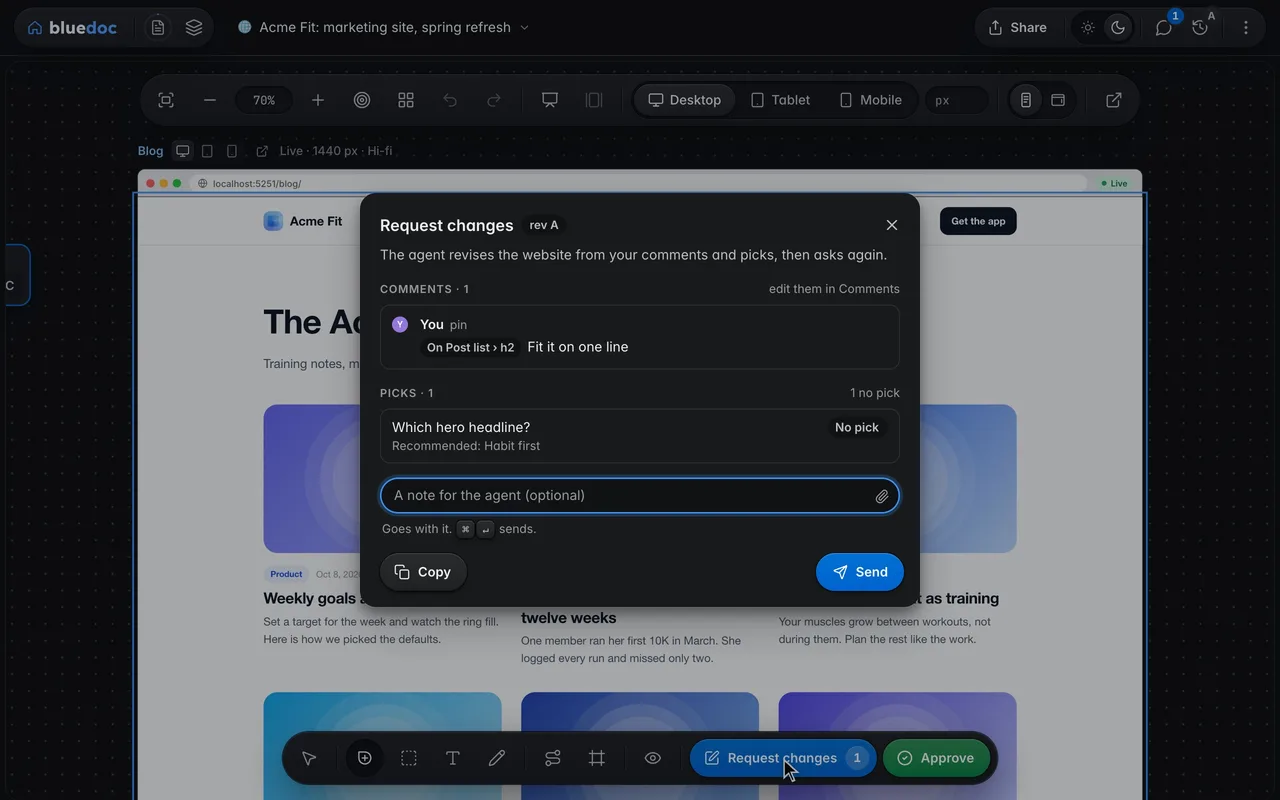 bluedoc
Acme Fit: marketing site, spring refresh
Share
1
A
70%
Desktop
Tablet
Mobile
px
Blog
Live · 1440 px · Hi-fi
localhost:5251/blog/
Live
Acme Fit
Get the app
Request changes
rev A
The agent revises the website from your comments and picks, then asks again.
COMMENTS · 1
edit them in Comments
Y
You pin
On Post list › h2
Fit it on one line
C
The Ac
Training notes, m
PICKS · 1
1 no pick
Which hero headline?
No pick
Recommended: Habit first
A note for the agent (optional)
Goes with it. ⌘ ↵ sends.
Copy
Send
Product
Oct 8, 202
Weekly goals
Set a target for the week and watch the ring fill.
Here is how we picked the defaults.
twelve weeks
One member ran her first 10K in March. She
logged every run and missed only two.
t as training
Your muscles grow between workouts, not
during them. Plan the rest like the work.
T
Request changes
1
Approve